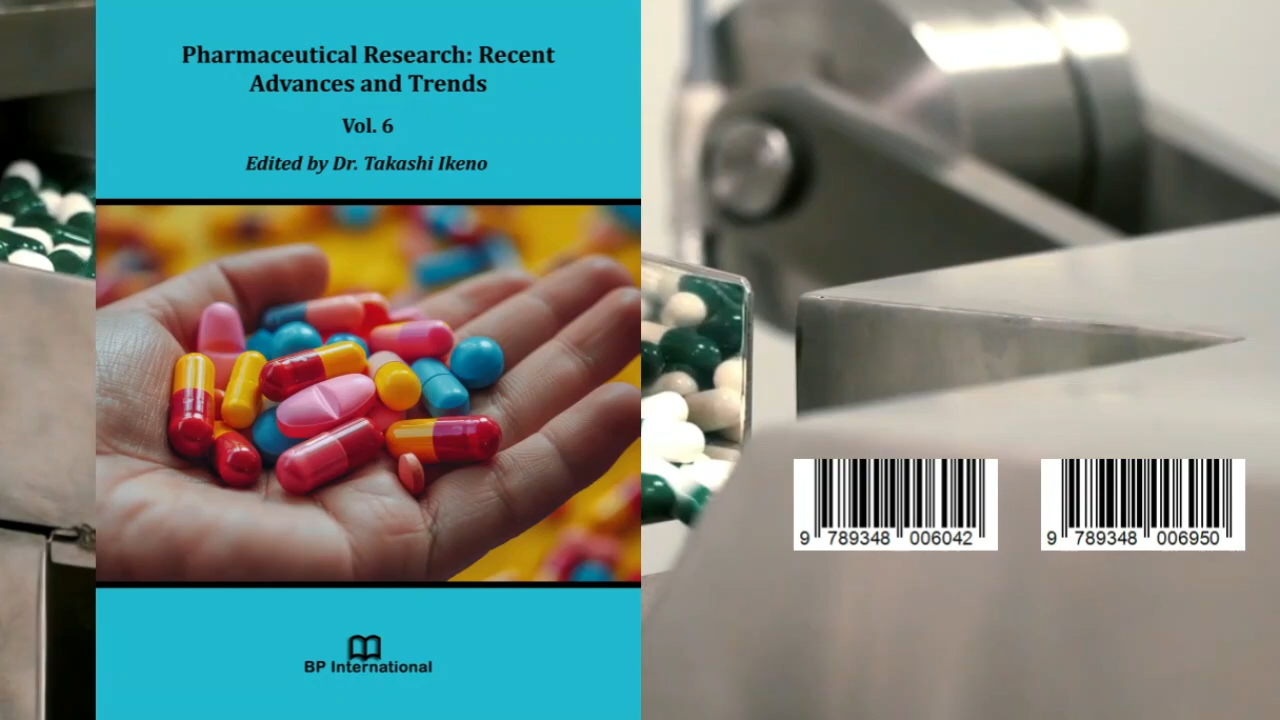 Pharmaceutical Research: Recent
Advances and Trends
Vol. 6
Edited by Dr. Takashi Ikeno
BP International
9 789348 006042
9 789348 006950